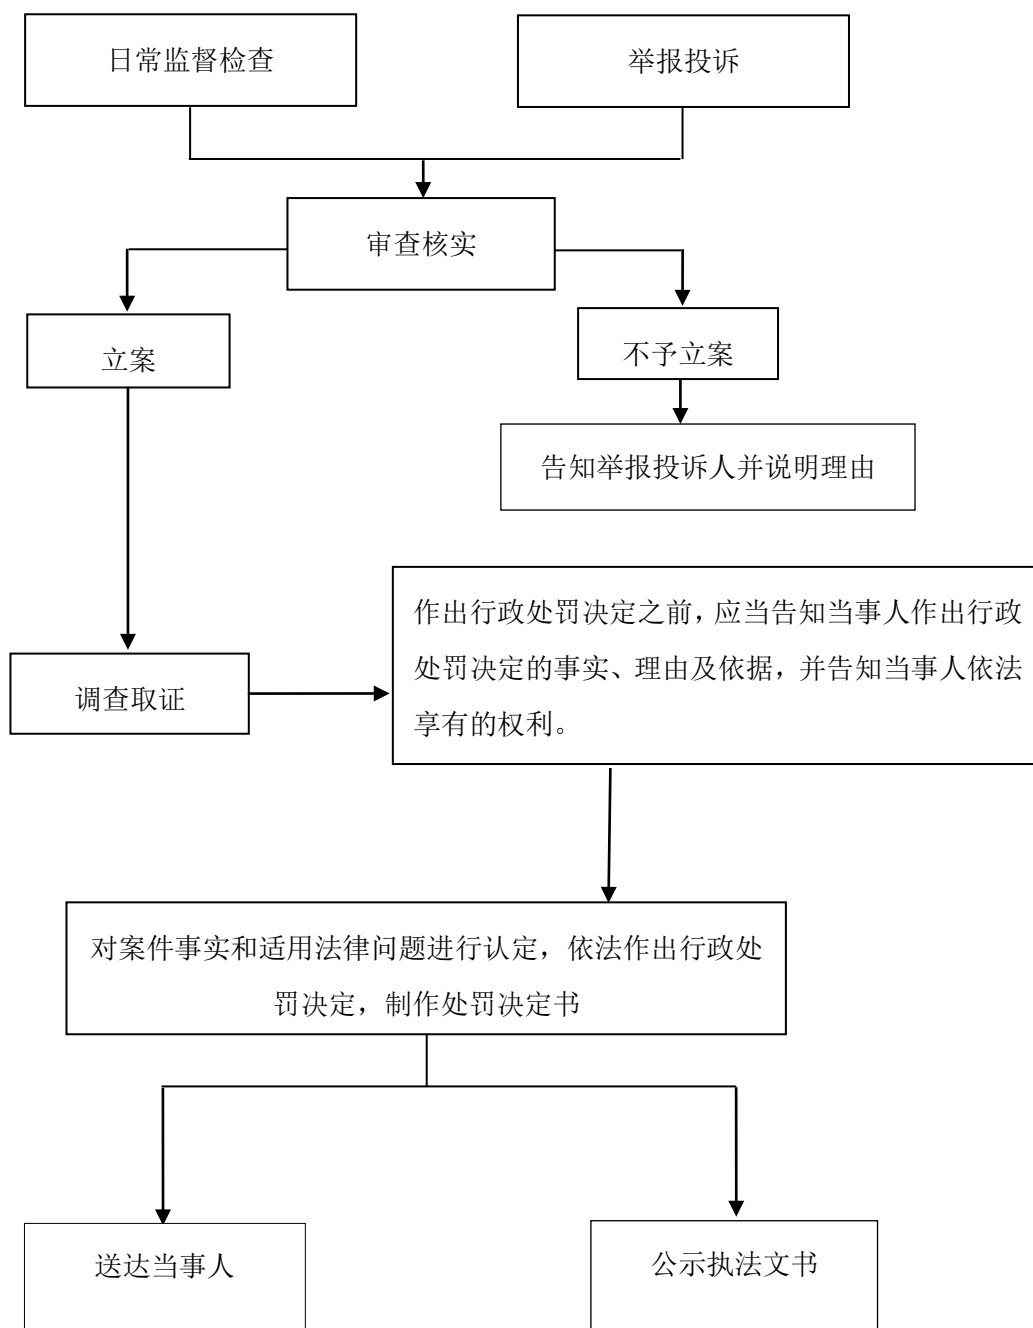 日常监督检查
举报投诉
审查核实
立案
不予立案
告知举报投诉人并说明理由
作出行政处罚决定之前，应当告知当事人作出行政
处罚决定的事实、理由及依据，并告知当事人依法
享有的权利。
调查取证
对案件事实和适用法律问题进行认定，依法作出行政处
罚决定，制作处罚决定书
送达当事人
公示执法文书